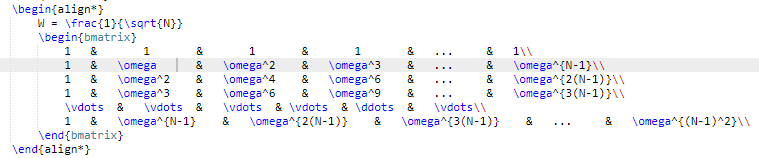 \begin{align*}
W = \frac{1}{\sqrt{N}}
\begin{bmatrix}
1 & 1 & 1 & 1 & ... & 1\\
1 & \omega & \omega^2 & \omega^3 & ... & \omega^{N-1}\\
1 & \omega^2 & \omega^4 & \omega^6 & ... & \omega^{2(N-1)}\\
1 & \omega^3 & \omega^6 & \omega^9 & ... & \omega^{3(N-1)}\\
\vdots & \vdots & \vdots & \vdots & \ddots & \vdots\\
1 & \omega^{N-1} & \omega^{2(N-1)} & \omega^{3(N-1)} & ... & \omega^{(N-1)^2}\\
\end{bmatrix}
\end{align*}